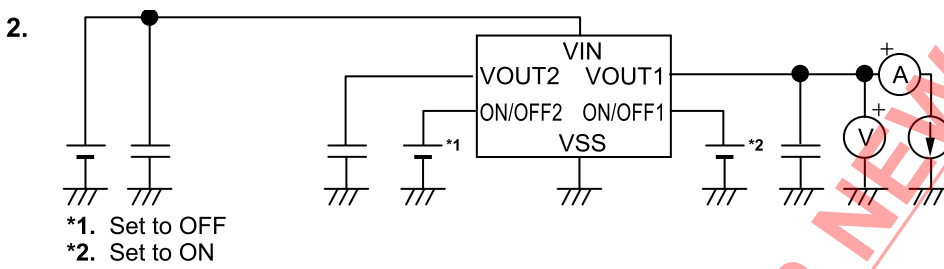 2.
VIN
VOUT2 VOUT1
ON/OFF2 ON/OFF1
VSS
*1
*2
+
A
+
V
*1. Set to OFF
*2. Set to ON
NEW